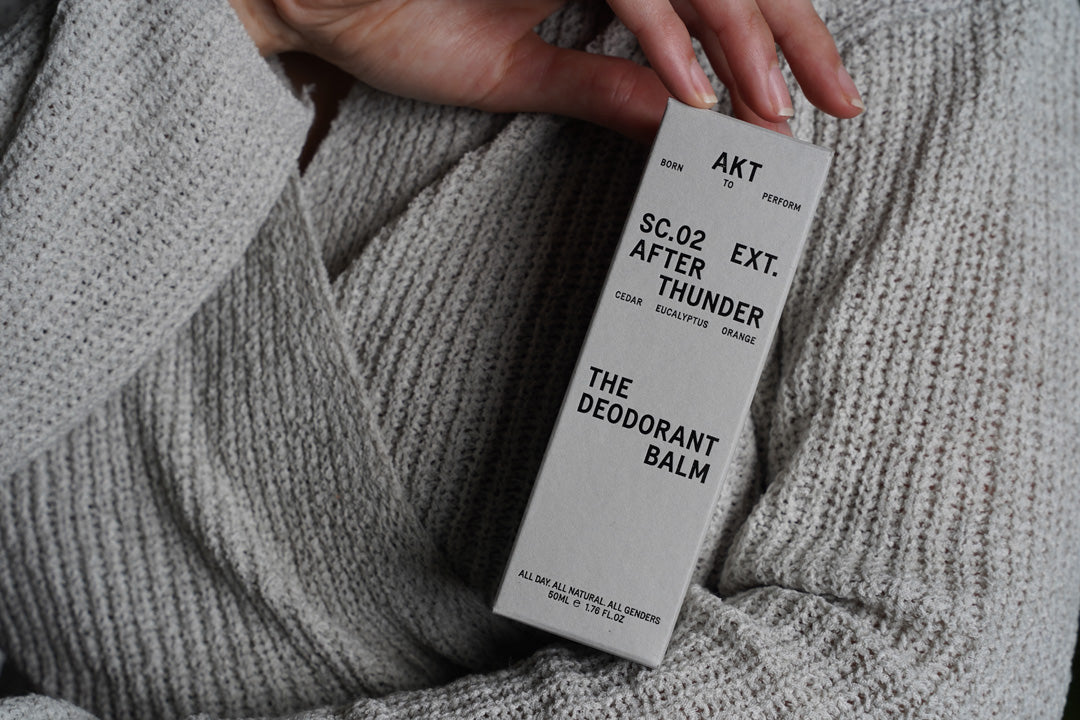 AKT
BORN TO PERFORM
SC.02 EXT.
AFTER
THUNDER
CEDAR EUCALYPTUS ORANGE
THE
DEODORANT
BALM
ALL DAY. ALL NATURAL. ALL GENDERS
50ML ℮ 1.76 FL.OZ